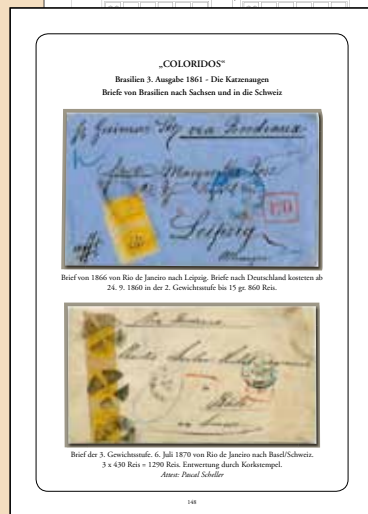 „COLORIDOS“
Brasilien 3. Ausgabe 1861 - Die Katzenaugen
Briefe von Brasilien nach Sachsen und in die Schweiz
via Bordeaux
P.D
Leipzig
Brief von 1866 von Rio de Janeiro nach Leipzig. Briefe nach Deutschland kosteten ab
24. 9. 1860 in der 2. Gewichtsstufe bis 15 gr. 860 Reis.
Brief der 3. Gewichtsstufe. 6. Juli 1870 von Rio de Janeiro nach Basel/Schweiz.
3 x 430 Reis = 1290 Reis. Entwertung durch Korkstempel.
Attest: Pascal Scheller
148